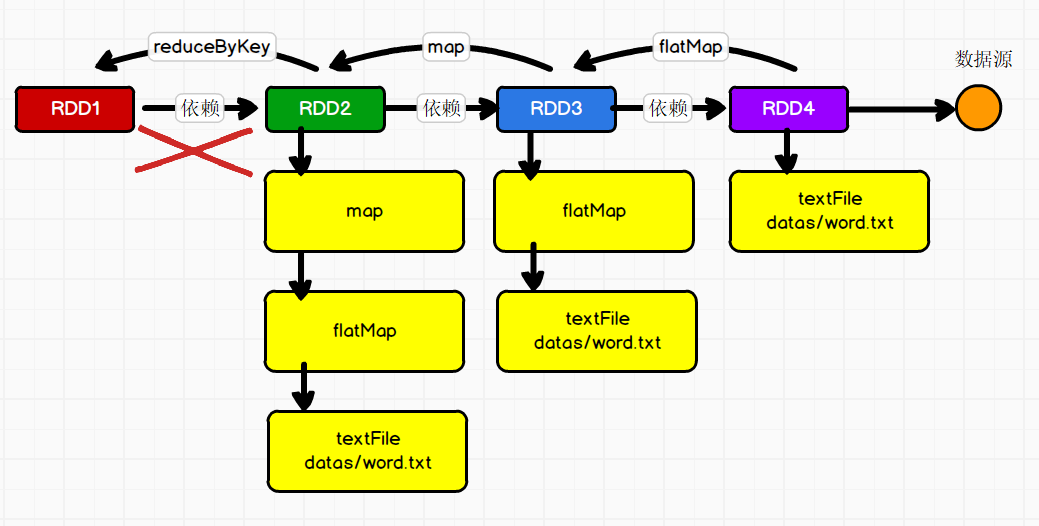 reduceByKey
map
flatMap
数据源
RDD1
依赖
RDD2
依赖
RDD3
依赖
RDD4
map
flatMap
textFile
datas/word.txt
flatMap
textFile
datas/word.txt
textFile
datas/word.txt